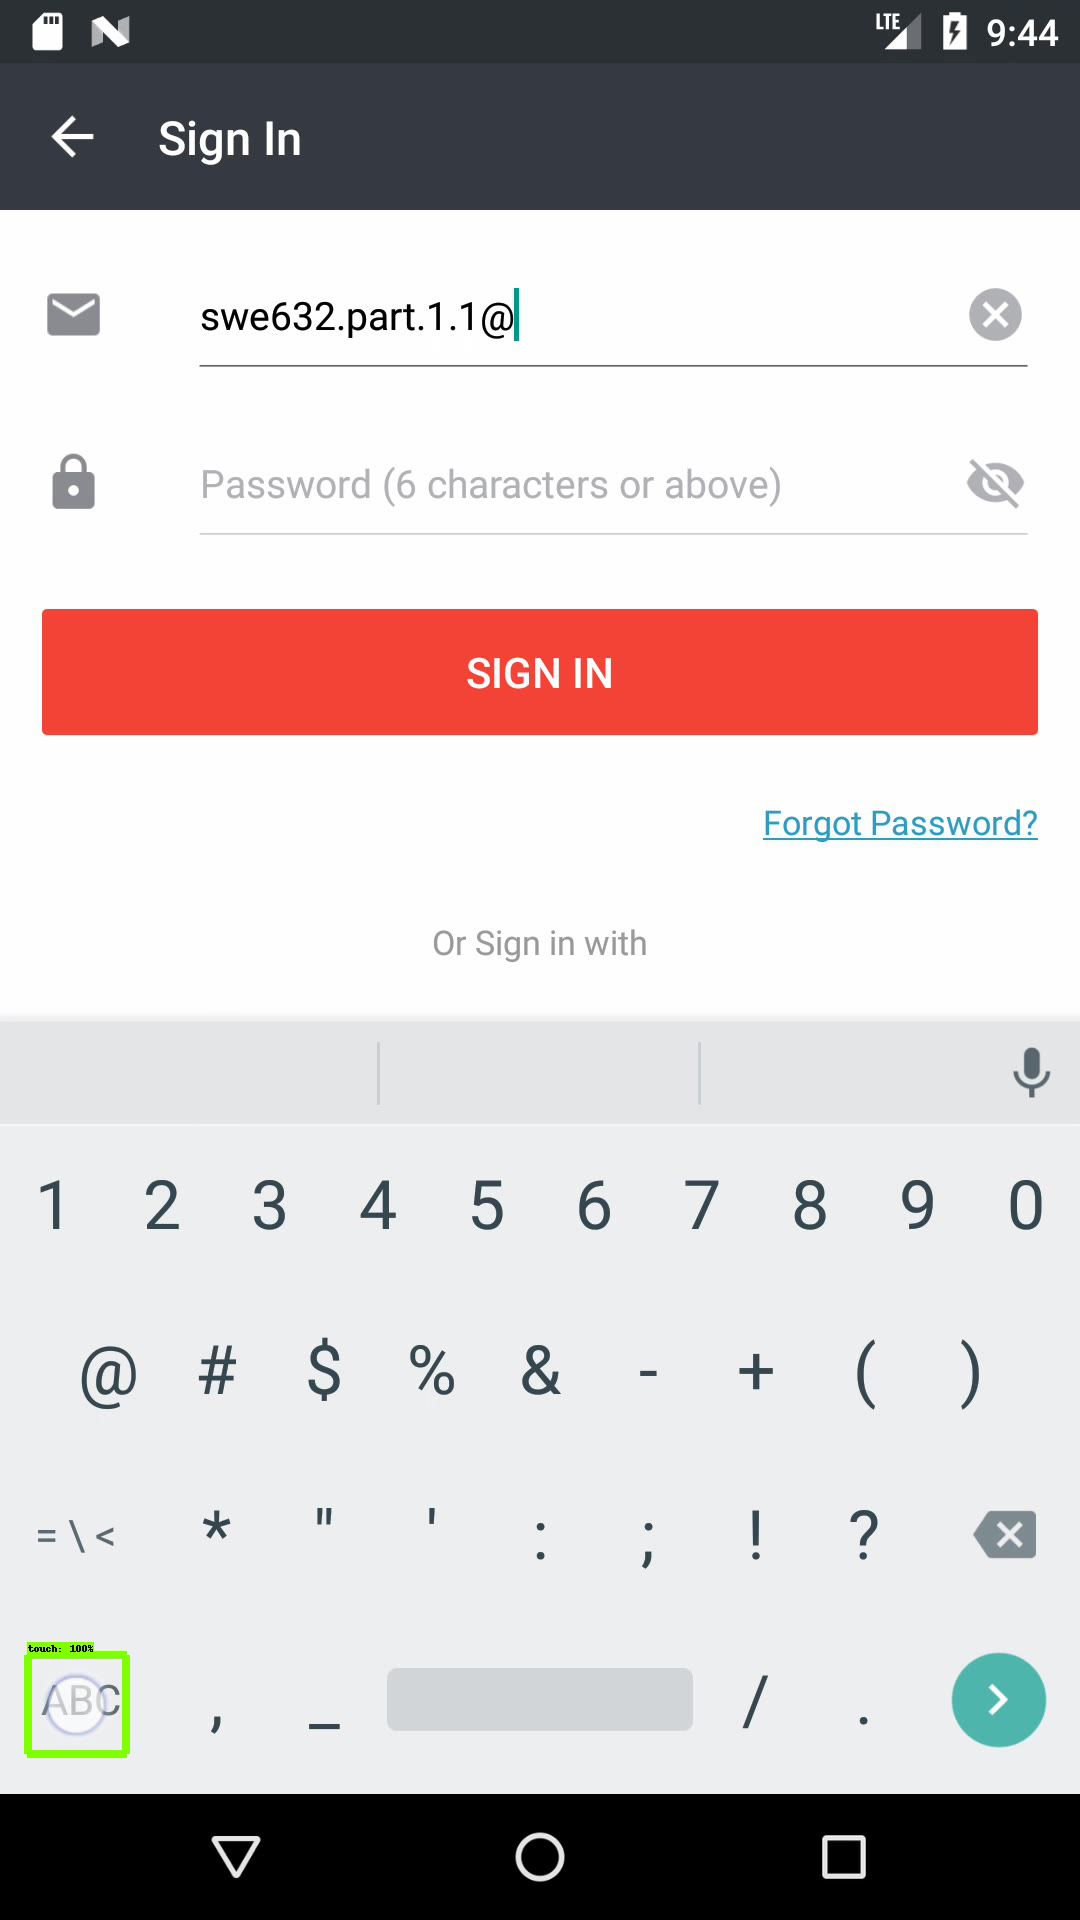 LTE 9:44
Sign In
swe632.part.1.1@
Password (6 characters or above)
SIGN IN
Forgot Password?
Or Sign in with
1 2 3 4 5 6 7 8 9 0
@ # $ % & - + ( )
= \ < * " ' : ; ! ?
touch: 100%
ABC , _ / .